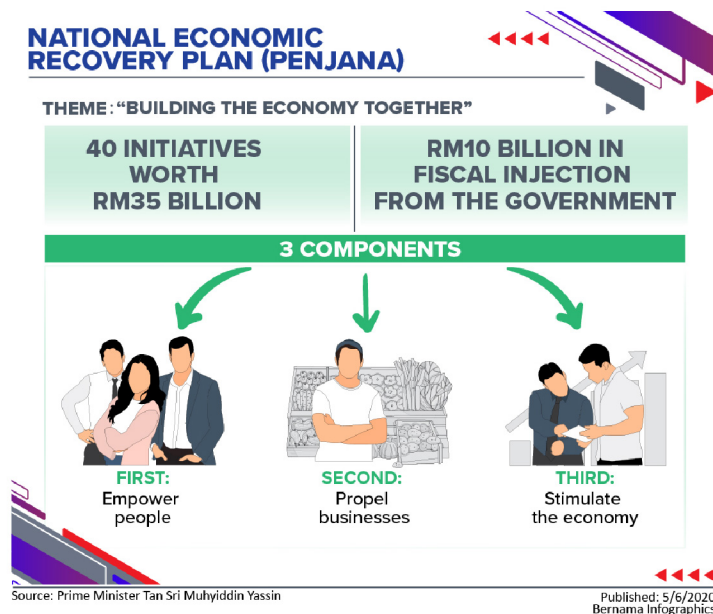 NATIONAL ECONOMIC
RECOVERY PLAN (PENJANA)
THEME: “BUILDING THE ECONOMY TOGETHER”
40 INITIATIVES
WORTH
RM35 BILLION
RM10 BILLION IN
FISCAL INJECTION
FROM THE GOVERNMENT
3 COMPONENTS
FIRST:
Empower
people
SECOND:
Propel
businesses
THIRD:
Stimulate
the economy
Source: Prime Minister Tan Sri Muhyiddin Yassin
Published: 5/6/2020
Bernama Infographics